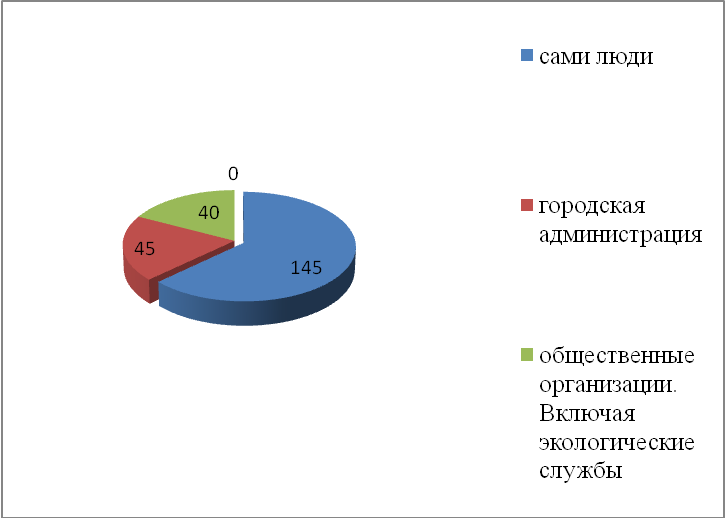 сами люди
0
городская
администрация
40
45
145
общественные
организации.
Включая
экологические
службы